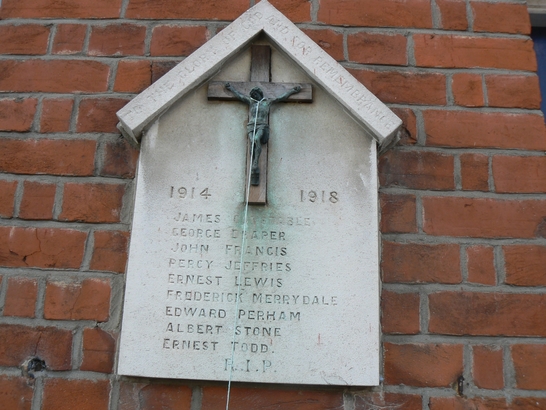 1914 1918
JAMES
GEORGE DRAPER
JOHN FRANCIS
PERCY JEFFRIES
ERNEST LEWIS
FREDERICK MERRYDALE
EDWARD PERHAM
ALBERT STONE
ERNEST TODD.
R.I.P.